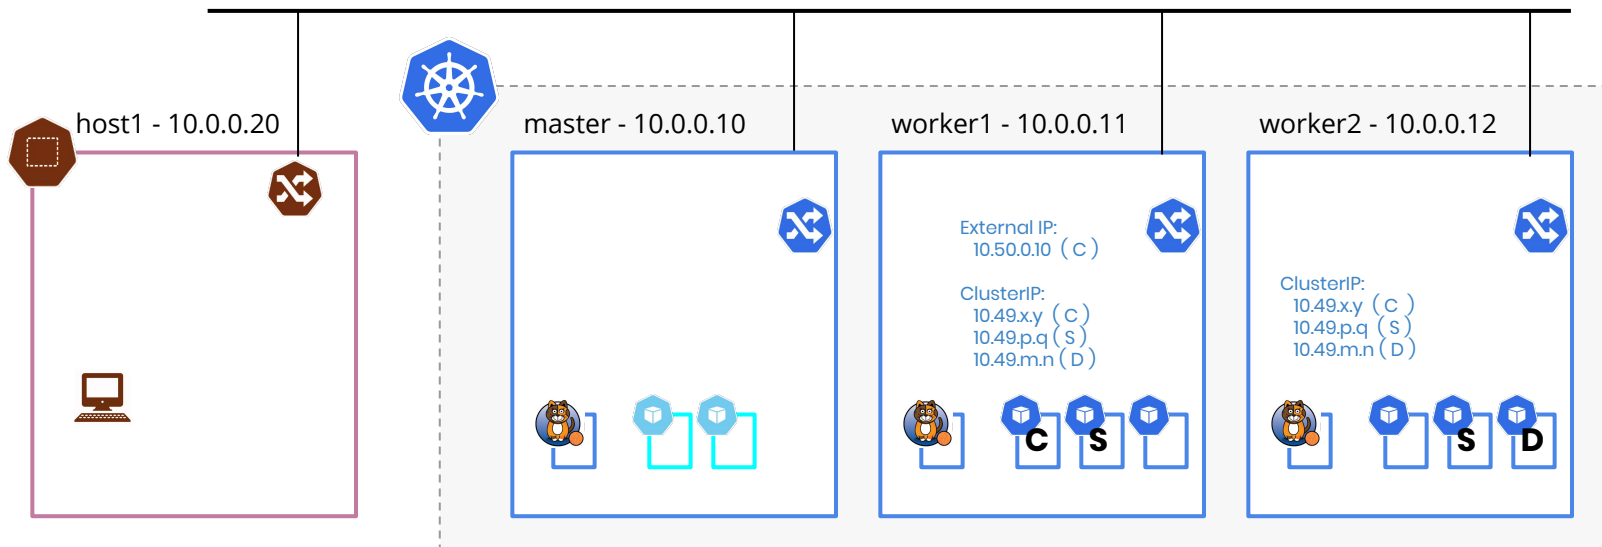 host1 - 10.0.0.20
master - 10.0.0.10
worker1 - 10.0.0.11
worker2 - 10.0.0.12
External IP:
10.50.0.10 ( C )
ClusterIP:
10.49.x.y ( C )
10.49.p.q ( S )
10.49.m.n ( D )
ClusterIP:
10.49.x.y ( C )
10.49.p.q ( S )
10.49.m.n ( D )
C
S
S
D